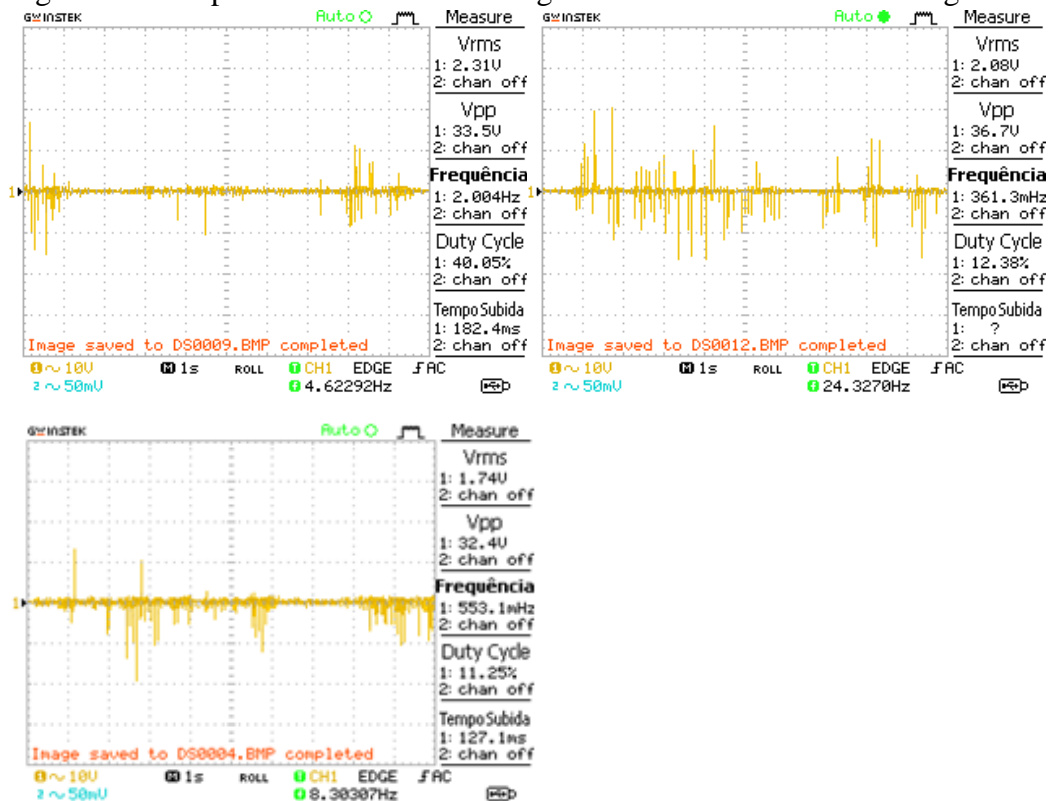 GW INSTEK Auto Measure
Vrms
1: 2.31V
2: chan off
Vpp
1: 33.5V
2: chan off
Frequência
1: 2.004Hz
2: chan off
Duty Cycle
1: 40.05%
2: chan off
Tempo Subida
1: 182.4ms
2: chan off
1
Image saved to DS0009.BMP completed
1 ~ 10V M 1s ROLL T CH1 EDGE AC
2 ~ 50mV f 4.62292Hz
GW INSTEK Auto Measure
Vrms
1: 2.08V
2: chan off
Vpp
1: 36.7V
2: chan off
Frequência
1: 361.3mHz
2: chan off
Duty Cycle
1: 12.38%
2: chan off
Tempo Subida
1: ?
2: chan off
1
Image saved to DS0012.BMP completed
1 ~ 10V M 1s ROLL T CH1 EDGE AC
2 ~ 50mV f 24.3270Hz
GW INSTEK Auto Measure
Vrms
1: 1.74V
2: chan off
Vpp
1: 32.4V
2: chan off
Frequência
1: 553.1mHz
2: chan off
Duty Cycle
1: 11.25%
2: chan off
Tempo Subida
1: 127.1ms
2: chan off
1
Image saved to DS0004.BMP completed
1 ~ 10V M 1s ROLL T CH1 EDGE AC
2 ~ 50mV f 8.30307Hz